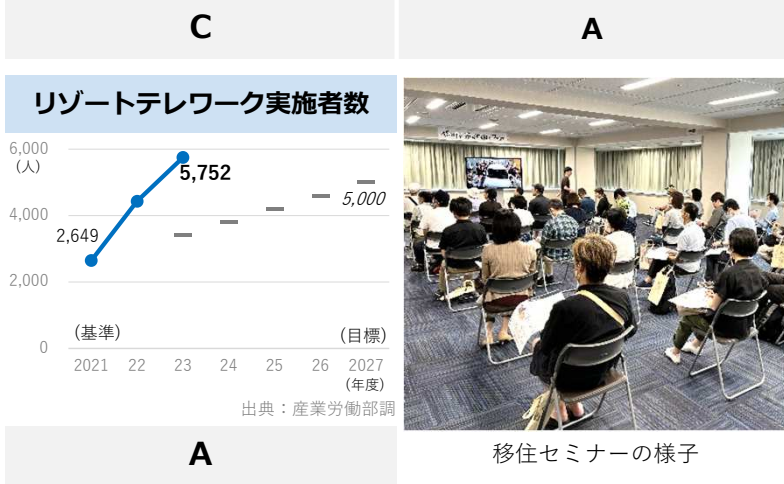 C
A
リゾートテレワーク実施者数
6,000
(人)
5,752
5,000
4,000
2,649
2,000
(基準)
(目標)
0
2021 22 23 24 25 26 2027
(年度)
出典：産業労働部調
A
移住セミナーの様子